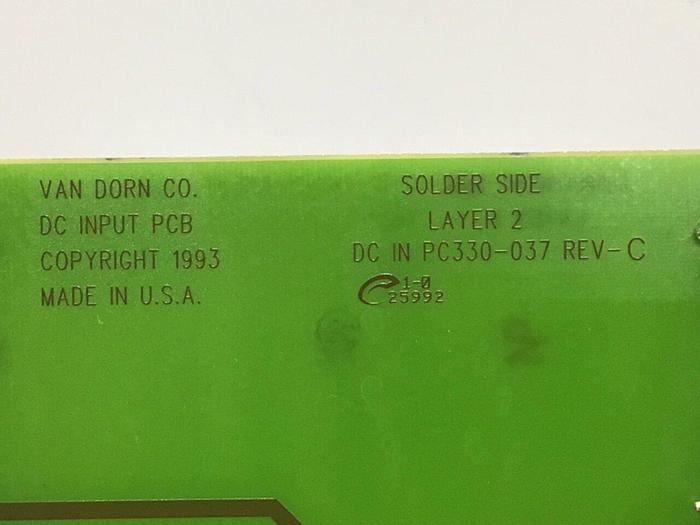 VAN DORN CO.
DC INPUT PCB
COPYRIGHT 1993
MADE IN U.S.A.
SOLDER SIDE
LAYER 2
DC IN PC330-037 REV-C
1-0
25992